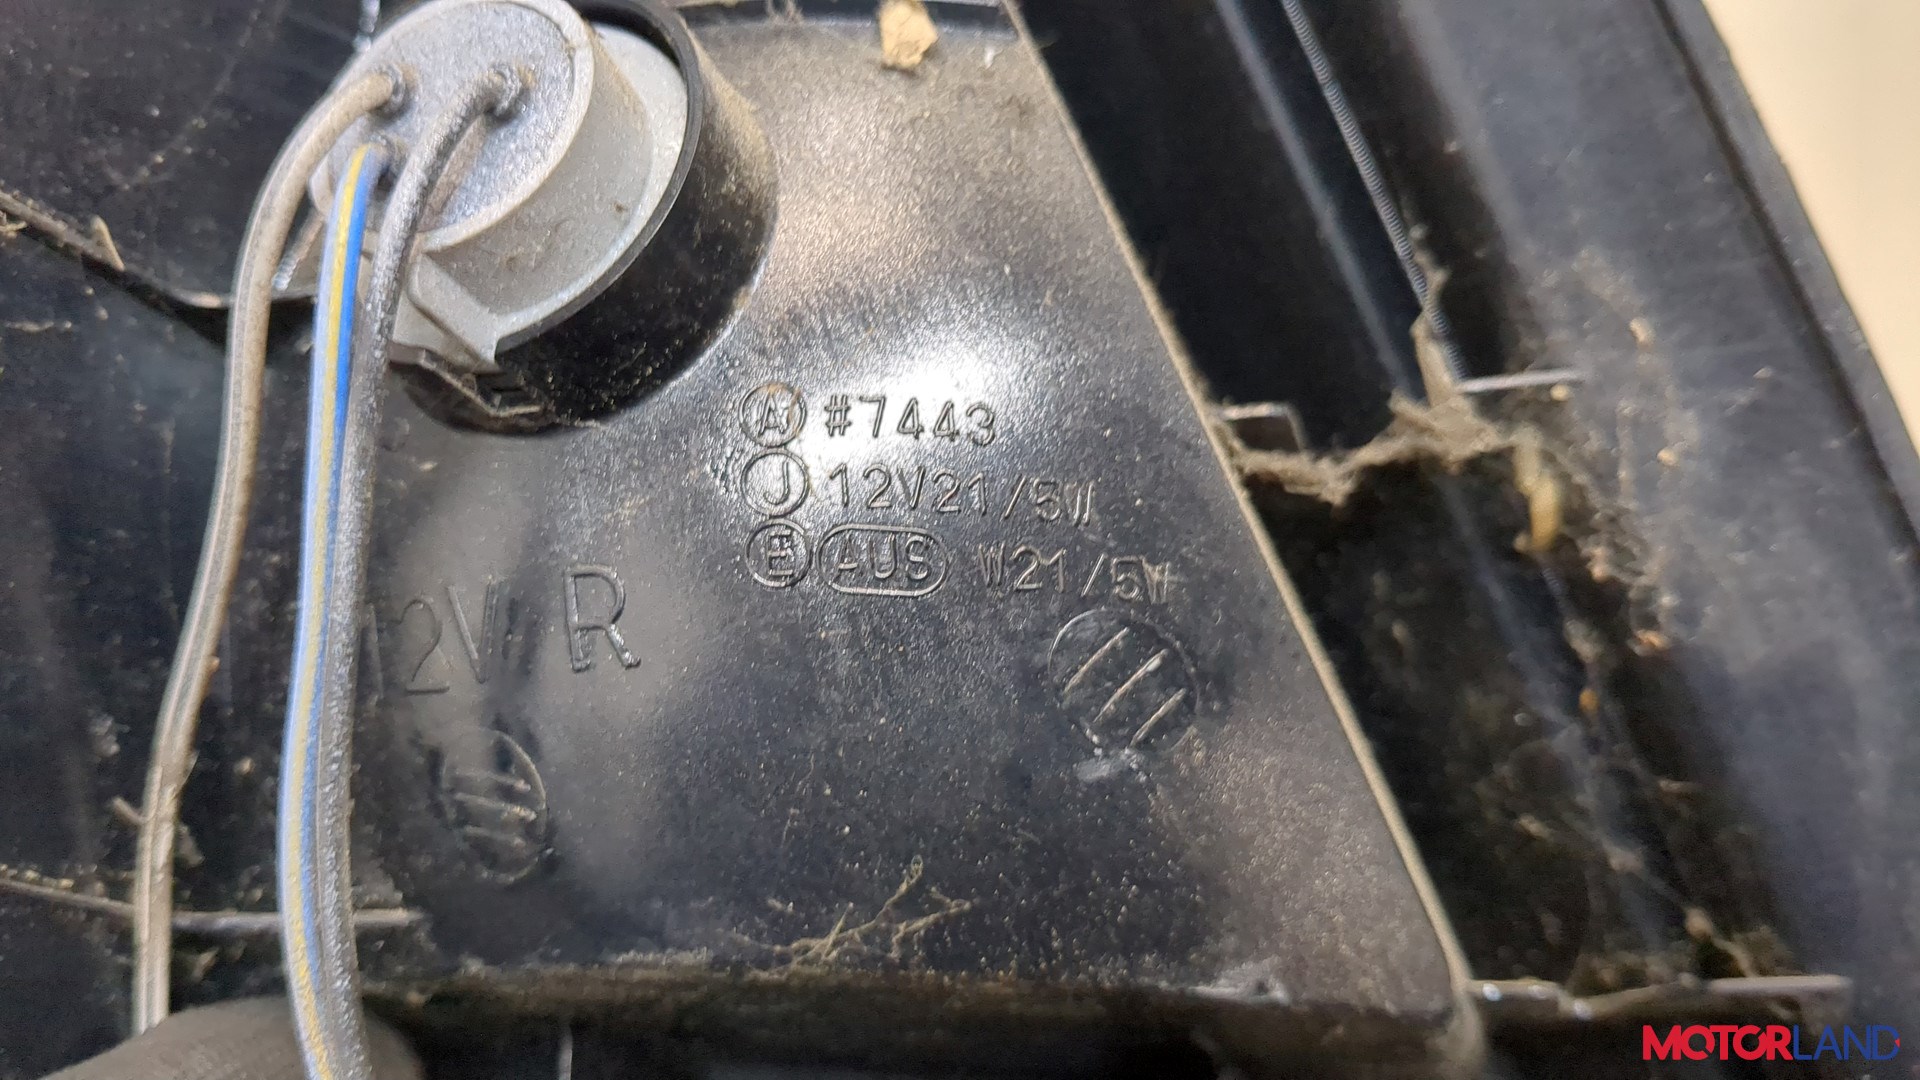 Ⓐ #7443
Ⓙ 12V21/5W
Ⓔ AUS W21/5W
12V R
MOTORLAND